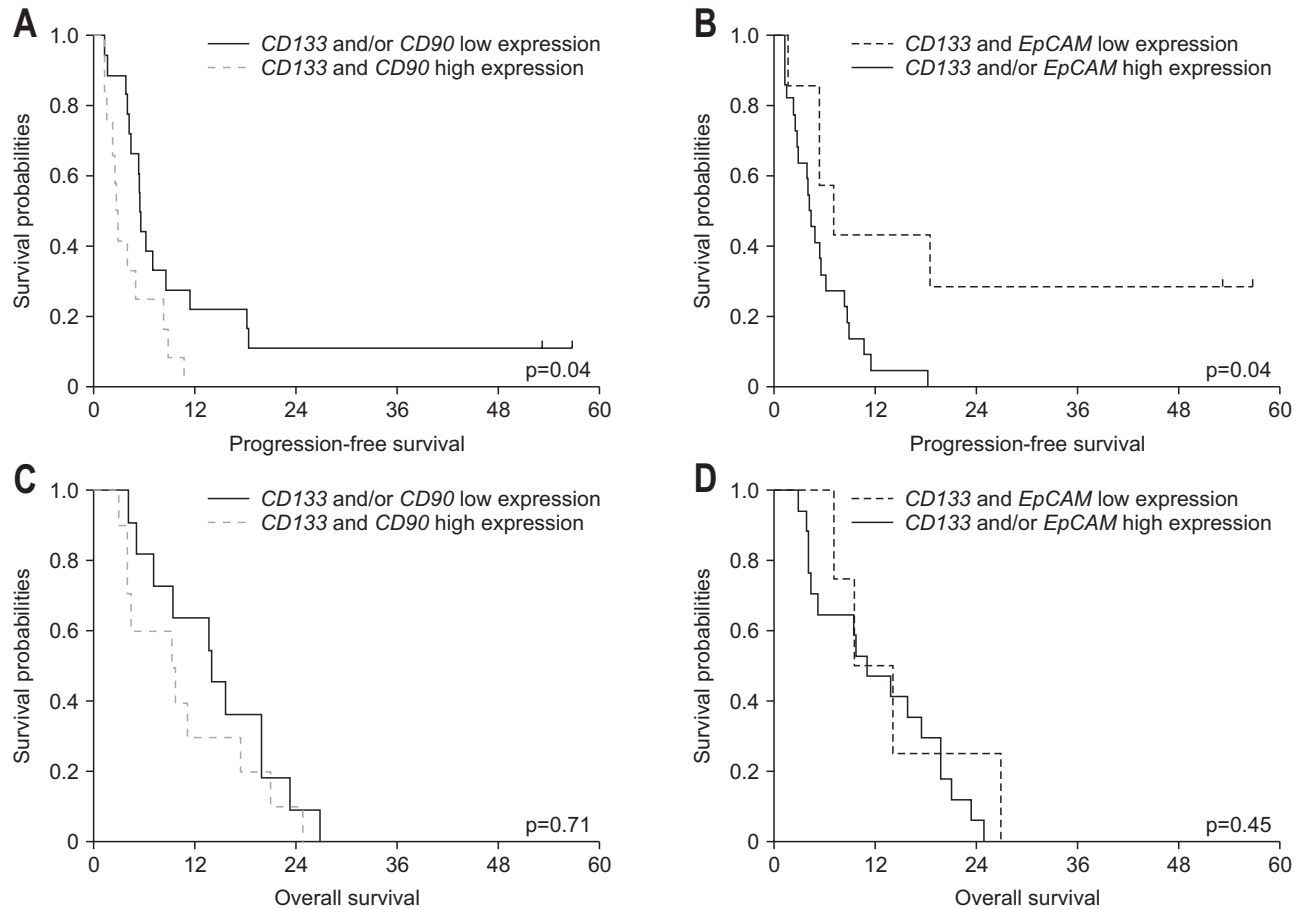 A
CD133 and/or CD90 low expression
CD133 and CD90 high expression
Survival probabilities
1.0
0.8
0.6
0.4
0.2
0
p=0.04
0 12 24 36 48 60
Progression-free survival
B
CD133 and EpCAM low expression
CD133 and/or EpCAM high expression
Survival probabilities
1.0
0.8
0.6
0.4
0.2
0
p=0.04
0 12 24 36 48 60
Progression-free survival
C
CD133 and/or CD90 low expression
CD133 and CD90 high expression
Survival probabilities
1.0
0.8
0.6
0.4
0.2
0
p=0.71
0 12 24 36 48 60
Overall survival
D
CD133 and EpCAM low expression
CD133 and/or EpCAM high expression
Survival probabilities
1.0
0.8
0.6
0.4
0.2
0
p=0.45
0 12 24 36 48 60
Overall survival